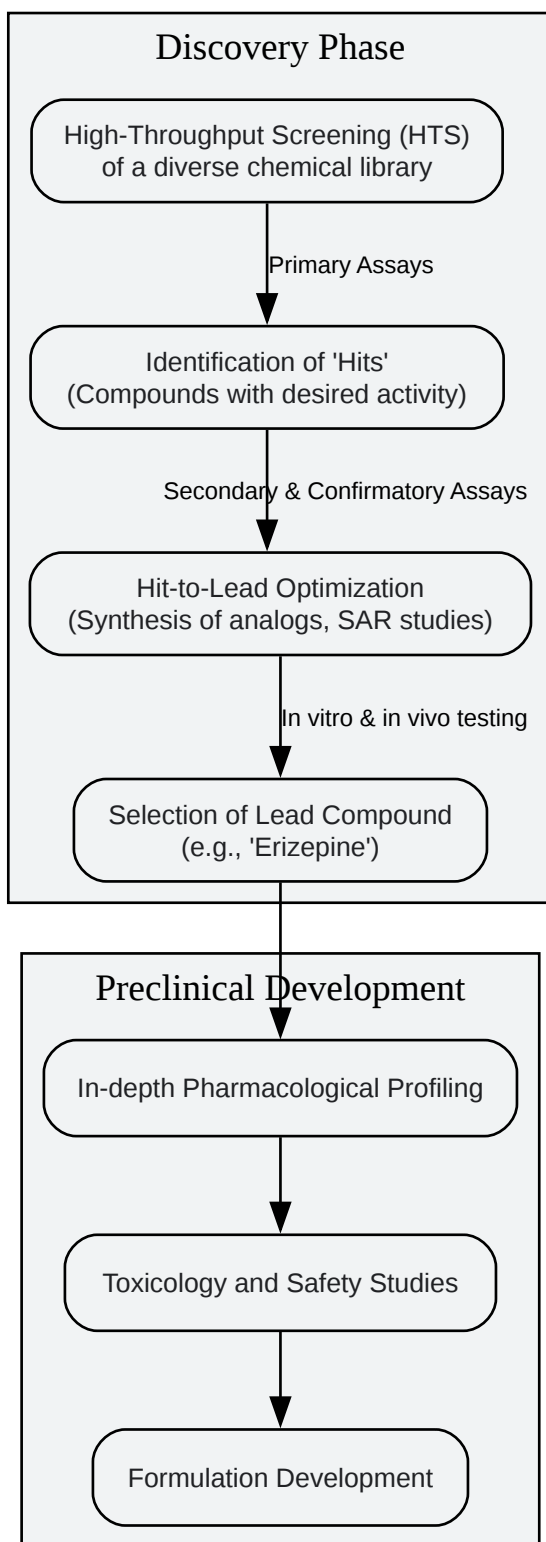 Discovery Phase
High-Throughput Screening (HTS)
of a diverse chemical library
Primary Assays
Identification of 'Hits'
(Compounds with desired activity)
Secondary & Confirmatory Assays
Hit-to-Lead Optimization
(Synthesis of analogs, SAR studies)
In vitro & in vivo testing
Selection of Lead Compound
(e.g., 'Erizepine')
Preclinical Development
In-depth Pharmacological Profiling
Toxicology and Safety Studies
Formulation Development